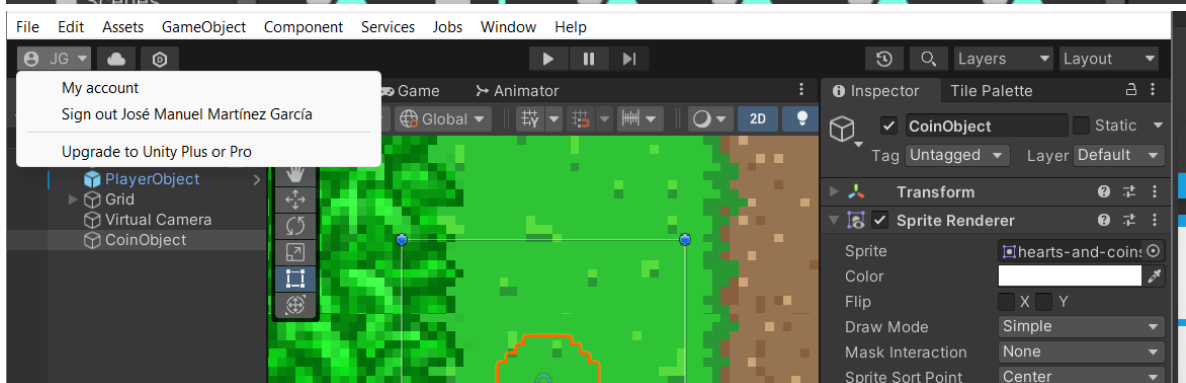 Scenes
File Edit Assets GameObject Component Services Jobs Window Help
JG Layers Layout
My account
Sign out José Manuel Martínez García
Upgrade to Unity Plus or Pro
Game Animator
Global 2D
PlayerObject
Grid
Virtual Camera
CoinObject
Inspector Tile Palette
CoinObject Static
Tag Untagged Layer Default
Transform
Sprite Renderer
Sprite hearts-and-coins
Color
Flip X Y
Draw Mode Simple
Mask Interaction None
Sprite Sort Point Center